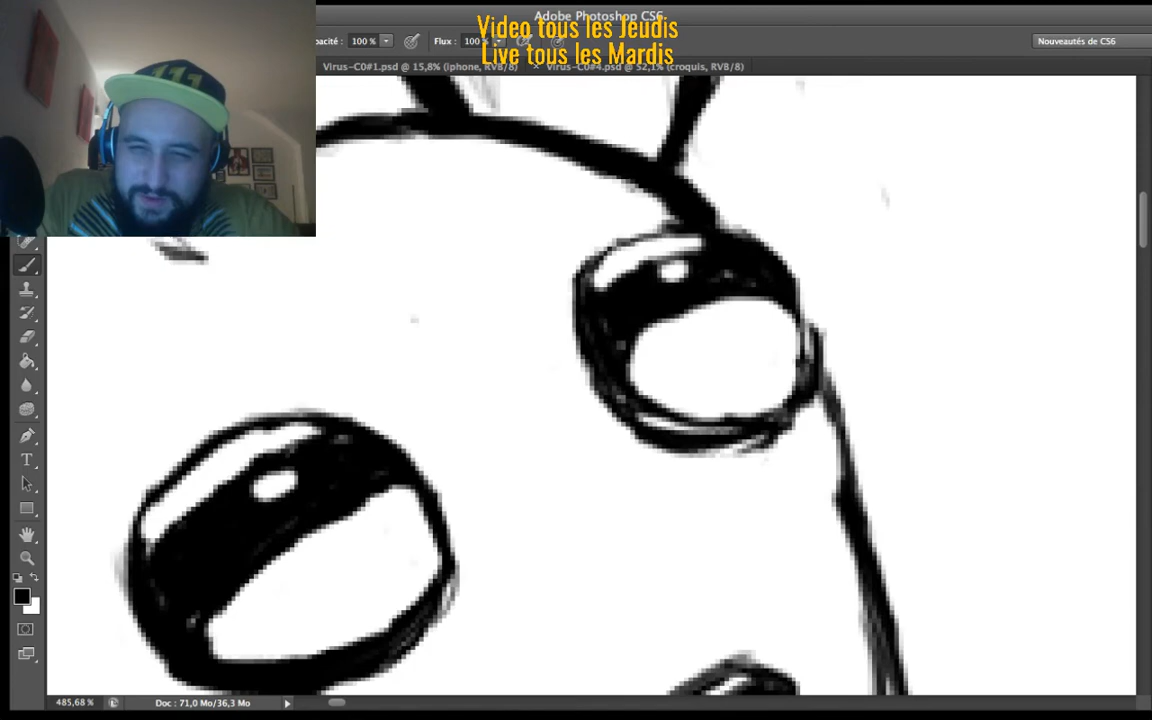 Adobe Photoshop CS6
Video tous les Jeudis
Live tous les Mardis
pacité : 100 % Flux : 100 % Nouveautés de CS6
Virus-C0#1.psd @ 15,8% (iphone, RVB/8) × Virus-C0#4.psd @ 52,1% (croquis, RVB/8)
111
T
485,68 % Doc : 71,0 Mo/36,3 Mo